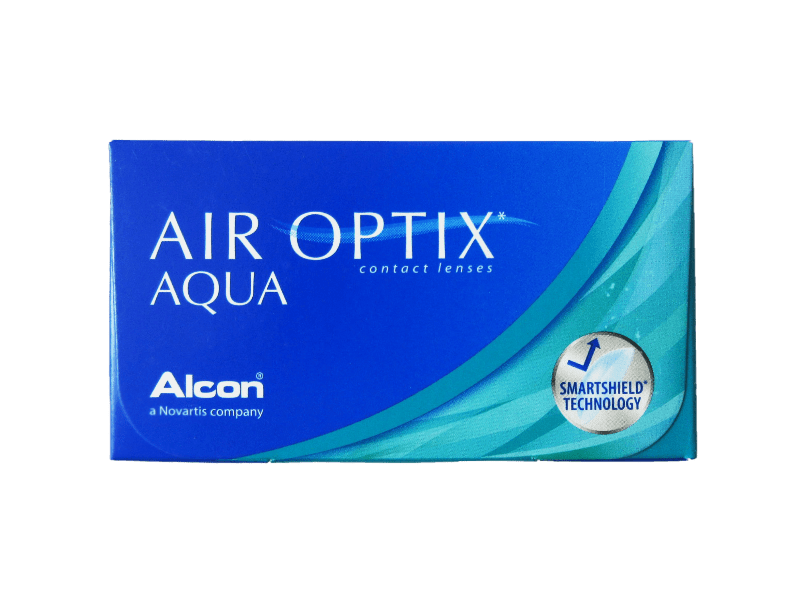 AIR OPTIX*
contact lenses
AQUA
Alcon®
a Novartis company
SMARTSHIELD*
TECHNOLOGY